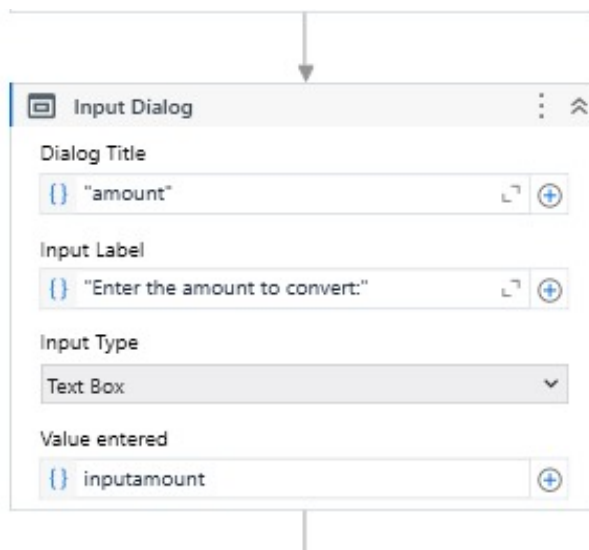 Input Dialog
Dialog Title
{} "amount"
Input Label
{} "Enter the amount to convert:"
Input Type
Text Box
Value entered
{} inputamount